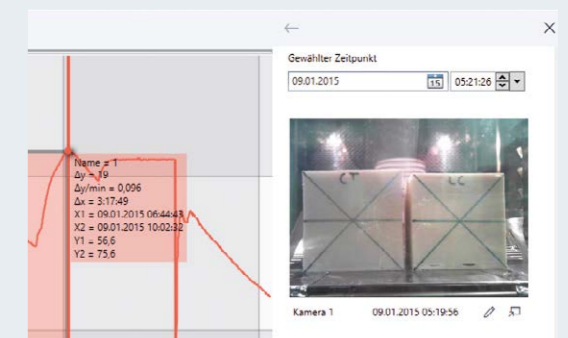 Gewählter Zeitpunkt
09.01.2015 15 05:21:26
Name = 1
Δy = 19
Δy/min = 0,096
Δx = 3:17:49
X1 = 09.01.2015 06:44:43
X2 = 09.01.2015 10:02:32
Y1 = 56,6
Y2 = 75,6
CT LC
Kamera 1 09.01.2015 05:19:56